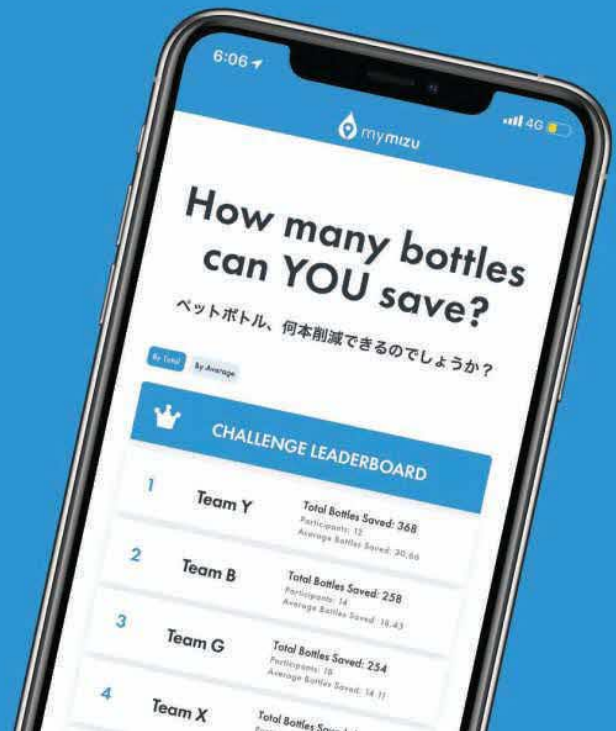 6:06
4G
mymizu
How many bottles
can YOU save?
ペットボトル、何本削減できるのでしょうか？
By Total
By Average
CHALLENGE LEADERBOARD
1
Team Y
Total Bottles Saved: 368
Participants: 12
Average Bottles Saved: 30.66
2
Team B
Total Bottles Saved: 258
Participants: 14
Average Bottles Saved: 18.43
3
Team G
Total Bottles Saved: 254
Participants: 18
Average Bottles Saved: 14.11
4
Team X
Total Bottles